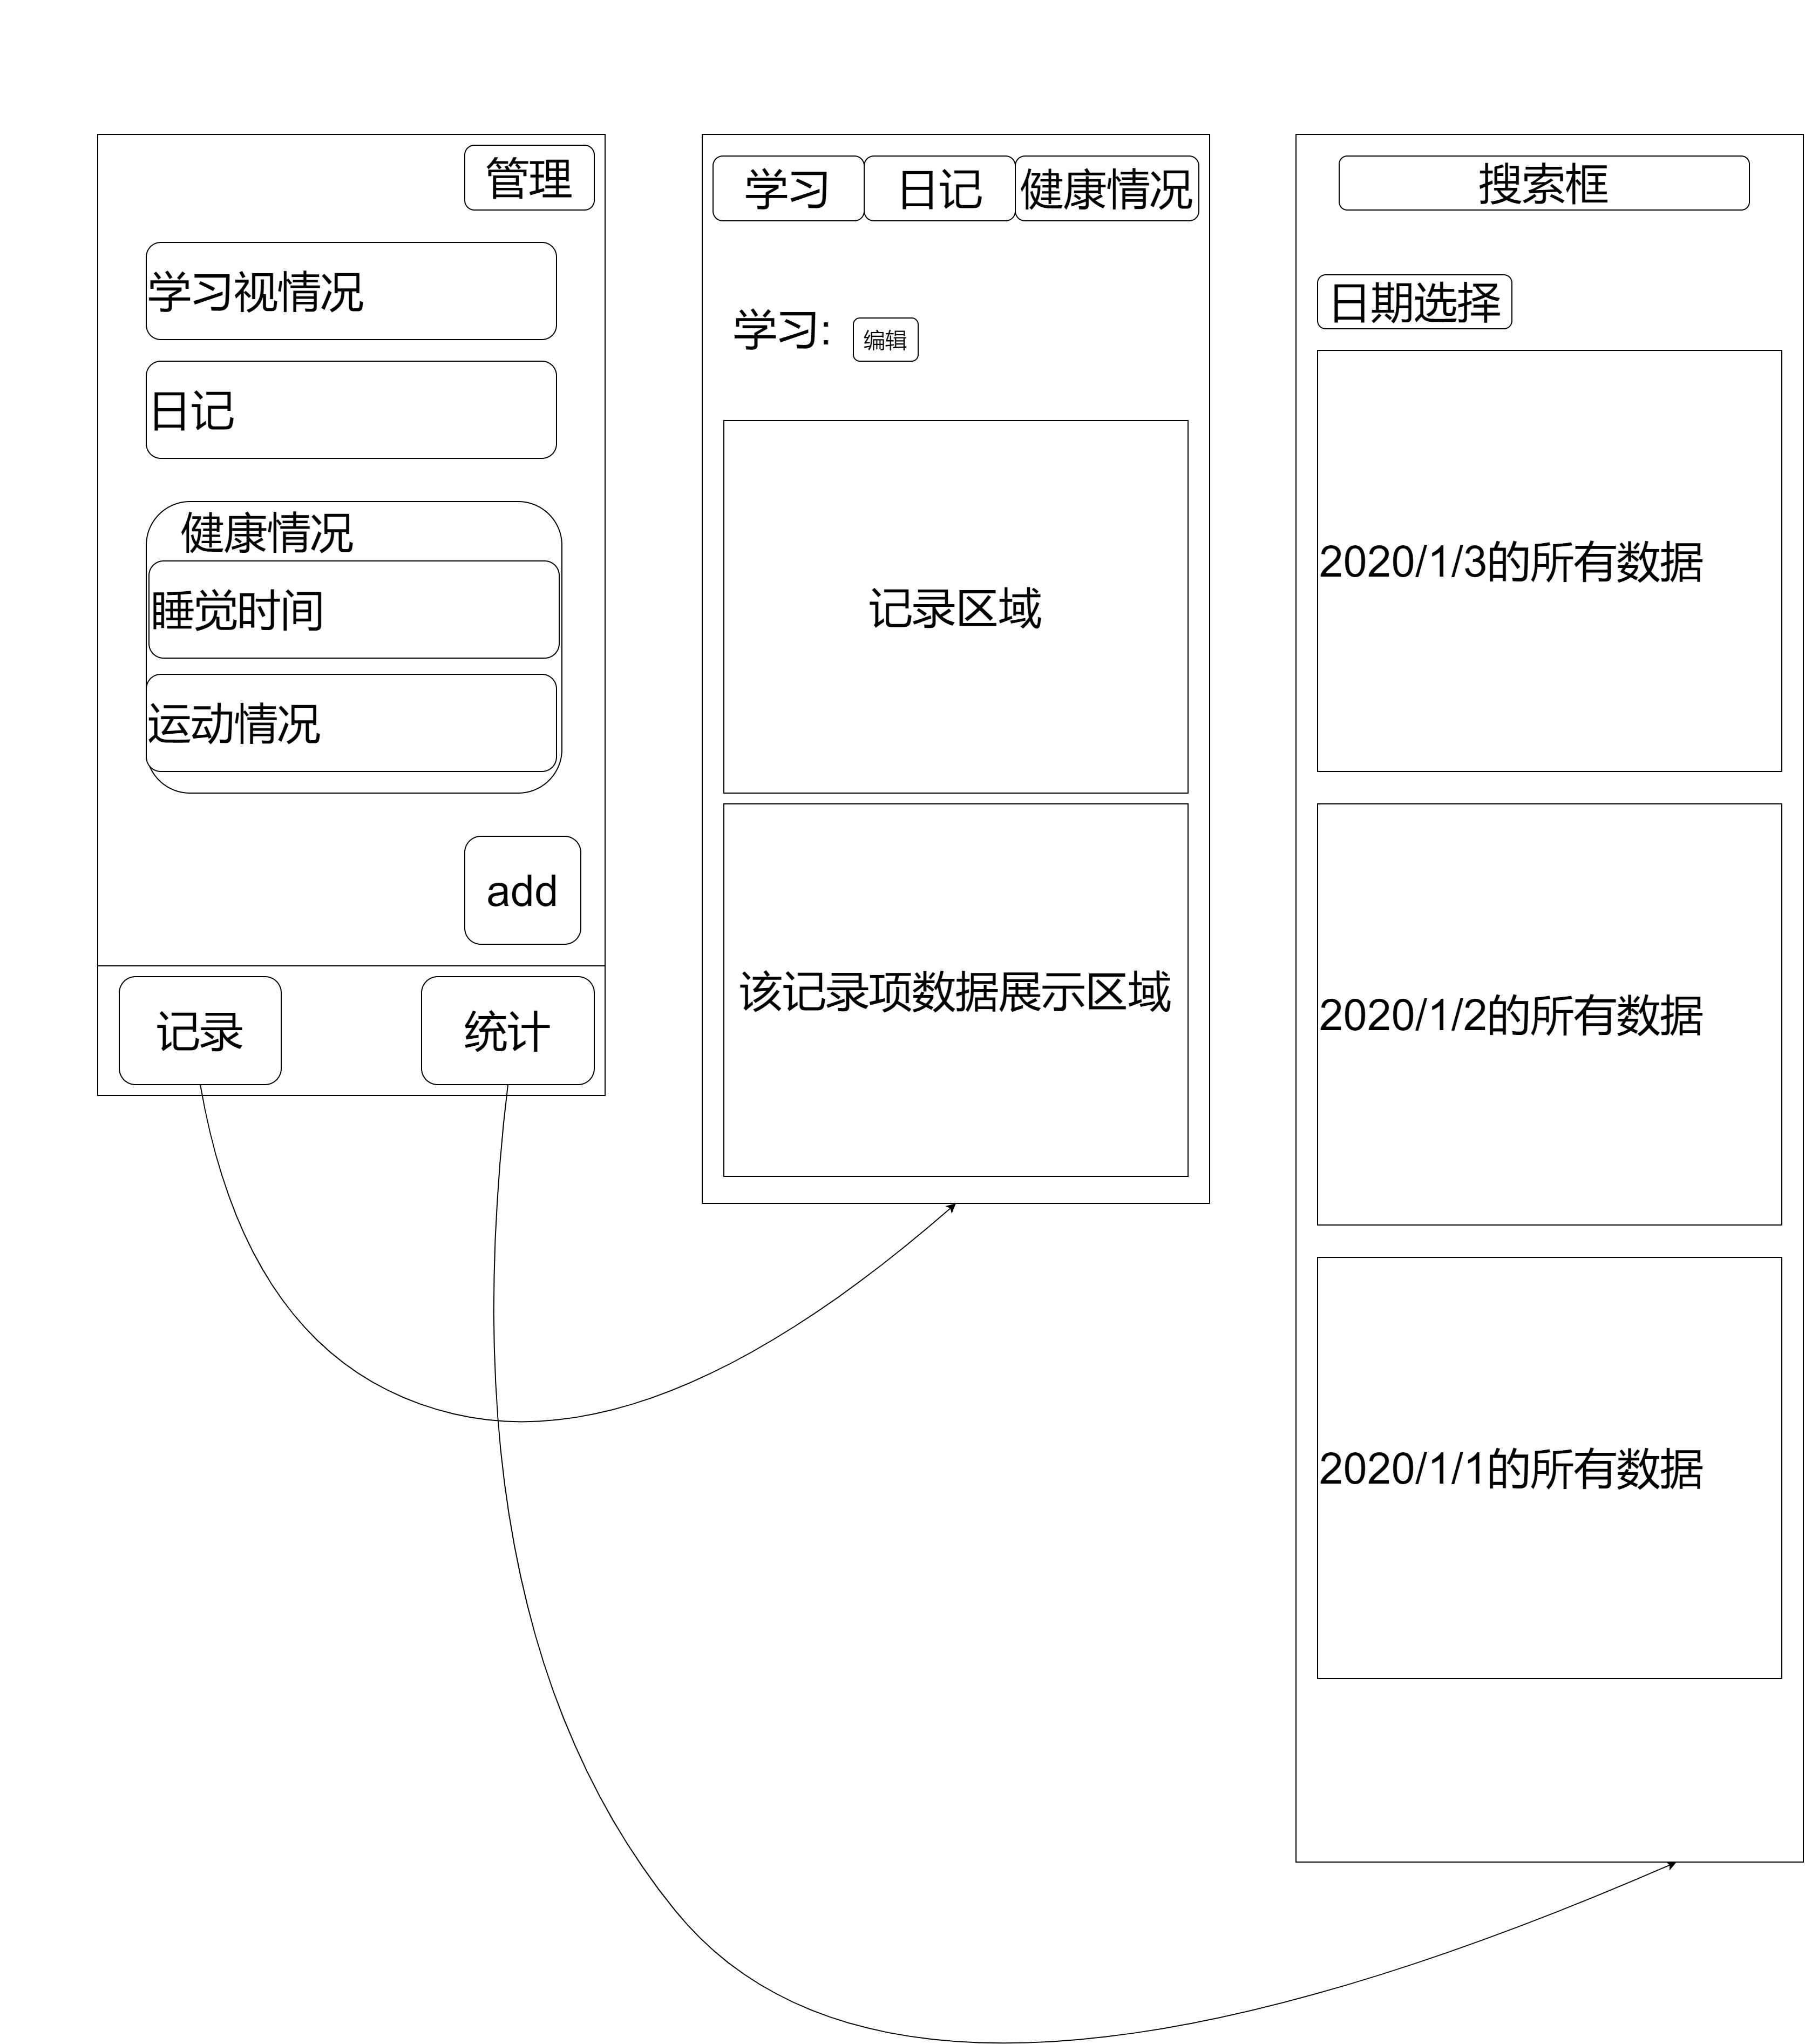 管理
学习视情况
日记
健康情况
睡觉时间
运动情况
add
记录
统计
学习
日记
健康情况
学习:
编辑
记录区域
该记录项数据展示区域
搜索框
日期选择
2020/1/3的所有数据
2020/1/2的所有数据
2020/1/1的所有数据